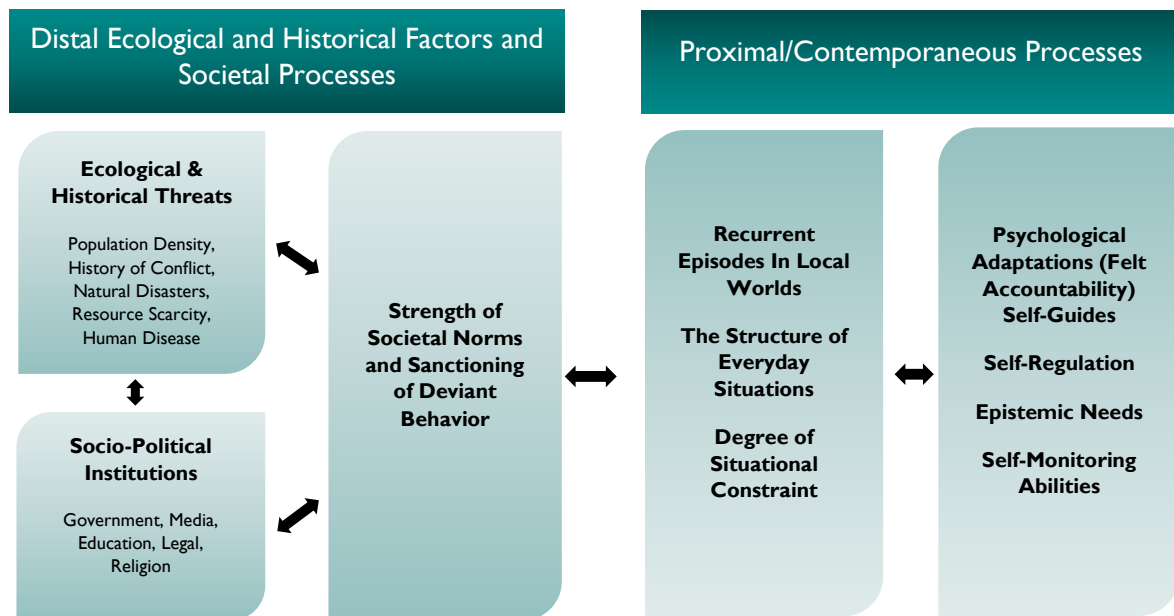 Distal Ecological and Historical Factors and
Societal Processes
Proximal/Contemporaneous Processes
Ecological &
Historical Threats
Population Density,
History of Conflict,
Natural Disasters,
Resource Scarcity,
Human Disease
Socio-Political
Institutions
Government, Media,
Education, Legal,
Religion
Strength of
Societal Norms
and Sanctioning
of Deviant
Behavior
Recurrent
Episodes In Local
Worlds
The Structure of
Everyday
Situations
Degree of
Situational
Constraint
Psychological
Adaptations (Felt
Accountability)
Self-Guides
Self-Regulation
Epistemic Needs
Self-Monitoring
Abilities